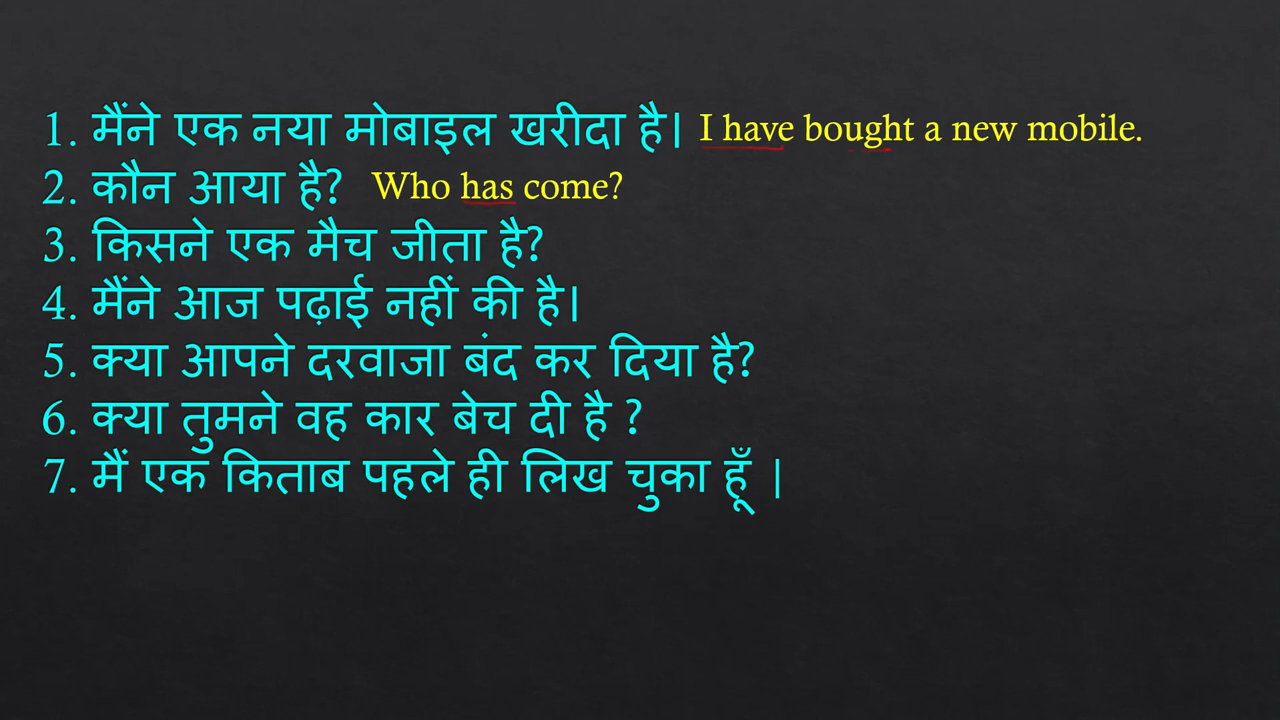 1. मैंने एक नया मोबाइल खरीदा है। I have bought a new mobile.
2. कौन आया है? Who has come?
3. किसने एक मैच जीता है?
4. मैंने आज पढ़ाई नहीं की है।
5. क्या आपने दरवाजा बंद कर दिया है?
6. क्या तुमने वह कार बेच दी है ?
7. मैं एक किताब पहले ही लिख चुका हूँ |